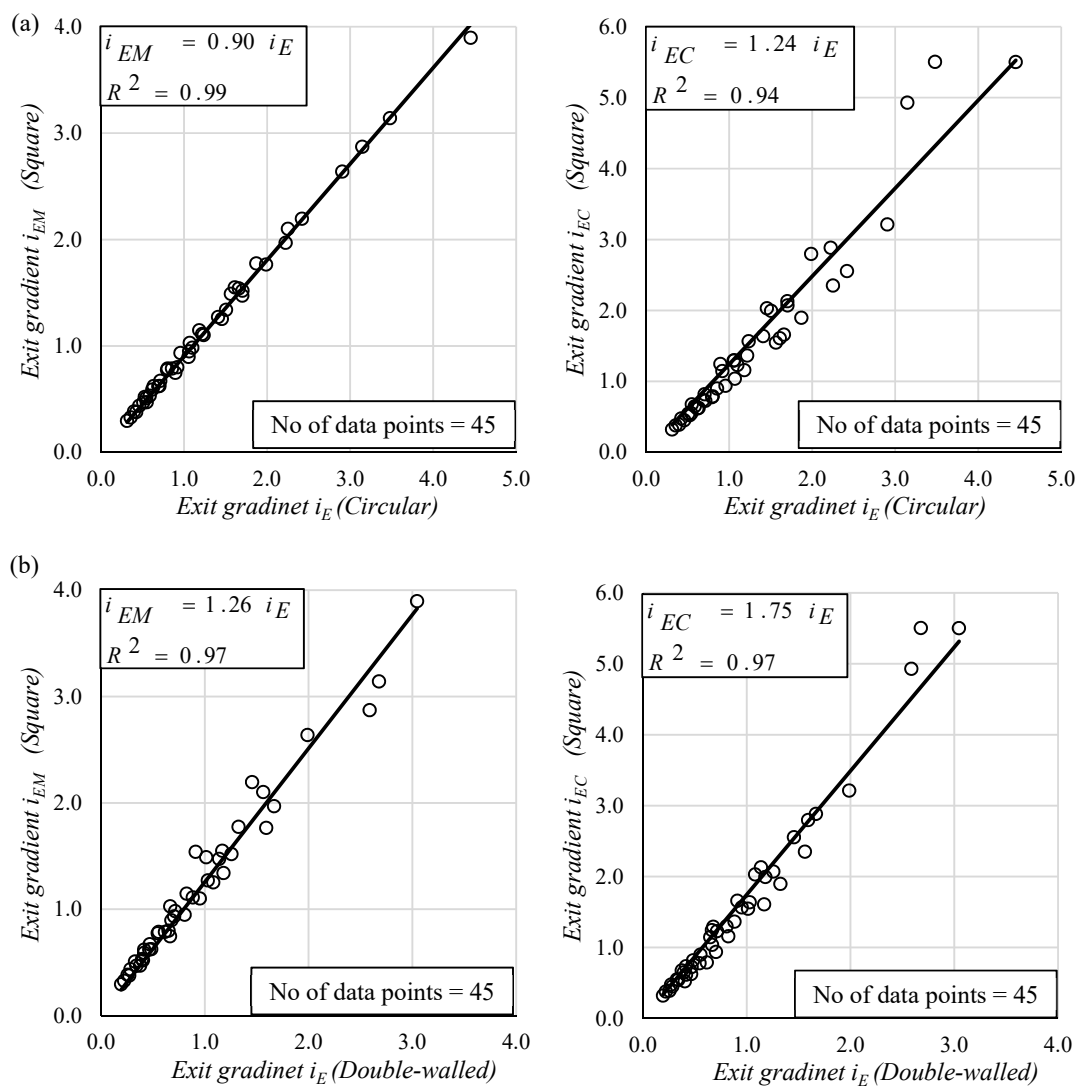 (a)
i EM = 0.90 i E
R 2 = 0.99
4.0
3.0
2.0
1.0
0.0
Exit gradient i EM (Square)
No of data points = 45
0.0 1.0 2.0 3.0 4.0 5.0
Exit gradinet i E (Circular)
i EC = 1.24 i E
R 2 = 0.94
6.0
5.0
4.0
3.0
2.0
1.0
0.0
Exit gradient i EC (Square)
No of data points = 45
0.0 1.0 2.0 3.0 4.0 5.0
Exit gradinet i E (Circular)
(b)
i EM = 1.26 i E
R 2 = 0.97
4.0
3.0
2.0
1.0
0.0
Exit gradient i EM (Square)
No of data points = 45
0.0 1.0 2.0 3.0 4.0
Exit gradinet i E (Double-walled)
i EC = 1.75 i E
R 2 = 0.97
6.0
5.0
4.0
3.0
2.0
1.0
0.0
Exit gradient i EC (Square)
No of data points = 45
0.0 1.0 2.0 3.0 4.0
Exit gradinet i E (Double-walled)